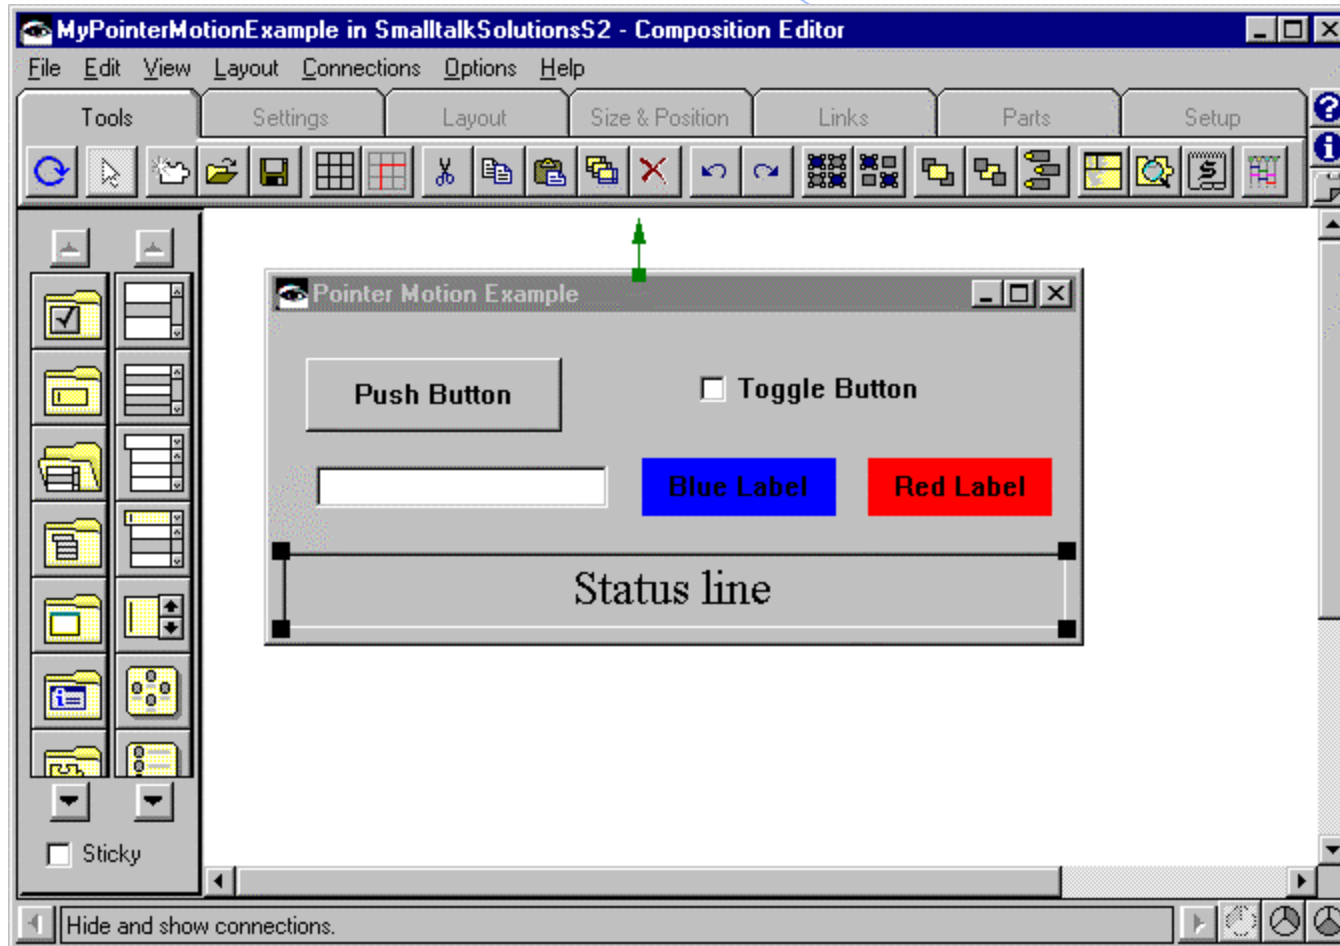 MyPointerMotionExample in SmalltalkSolutionsS2 - Composition Editor
File Edit View Layout Connections Options Help
Tools Settings Layout Size & Position Links Parts Setup
Pointer Motion Example
Push Button
Toggle Button
Blue Label
Red Label
Status line
Sticky
Hide and show connections.